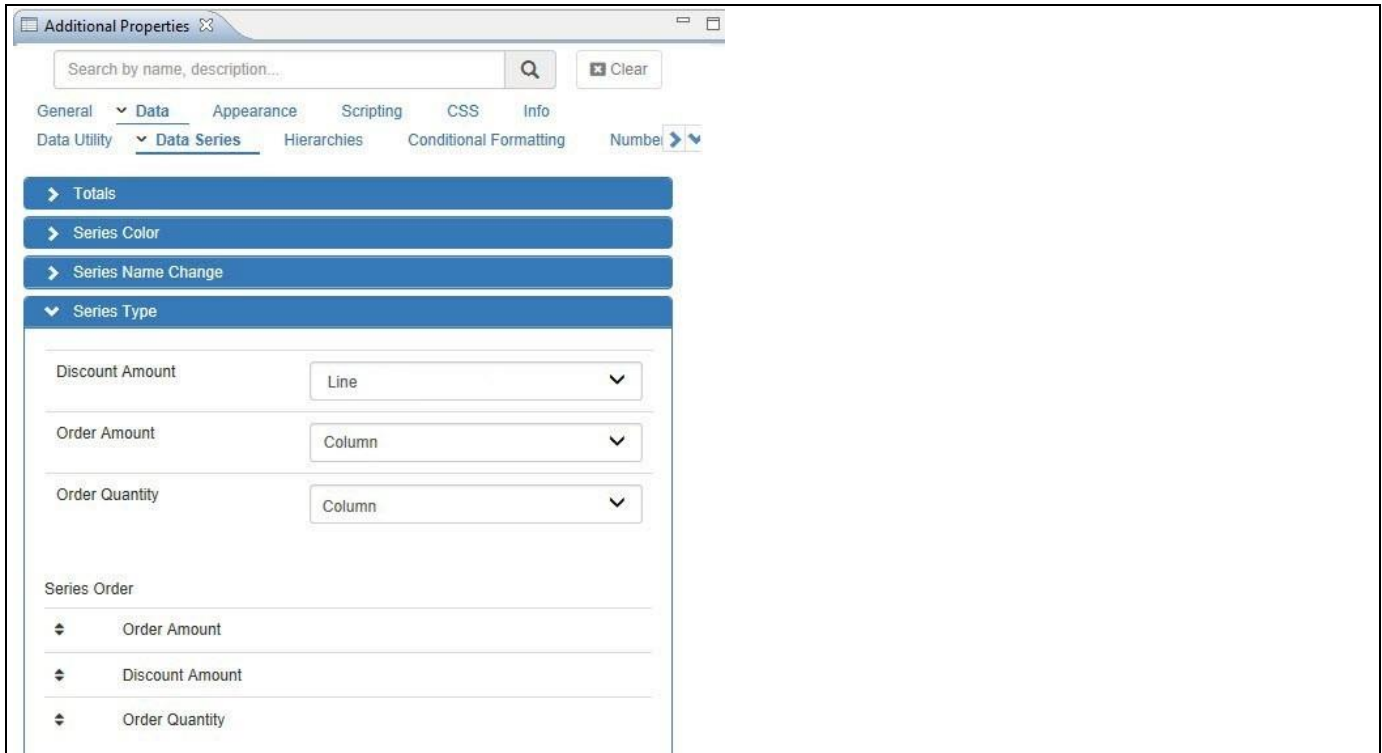 Additional Properties
Search by name, description...
Clear
General Data Appearance Scripting CSS Info
Data Utility Data Series Hierarchies Conditional Formatting Number
Totals
Series Color
Series Name Change
Series Type
Discount Amount Line
Order Amount Column
Order Quantity Column
Series Order
Order Amount
Discount Amount
Order Quantity